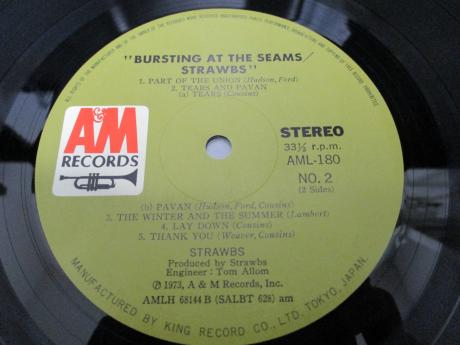 "BURSTING AT THE SEAMS/
STRAWBS"
1. PART OF THE UNION (Hudson, Ford)
2. TEARS AND PAVAN
(a) TEARS (Cousins)
A&M
RECORDS
STEREO
33⅓ r.p.m.
AML-180
NO. 2
(2 Sides)
(b) PAVAN (Hudson, Ford, Cousins)
3. THE WINTER AND THE SUMMER (Lambert)
4. LAY DOWN (Cousins)
5. THANK YOU (Weaver, Cousins)
STRAWBS
Produced by Strawbs
Engineer : Tom Allom
℗ 1973, A & M Records, Inc.
AMLH 68144 B (SALBT 628) am
MANUFACTURED BY KING RECORD CO., LTD. TOKYO, JAPAN.